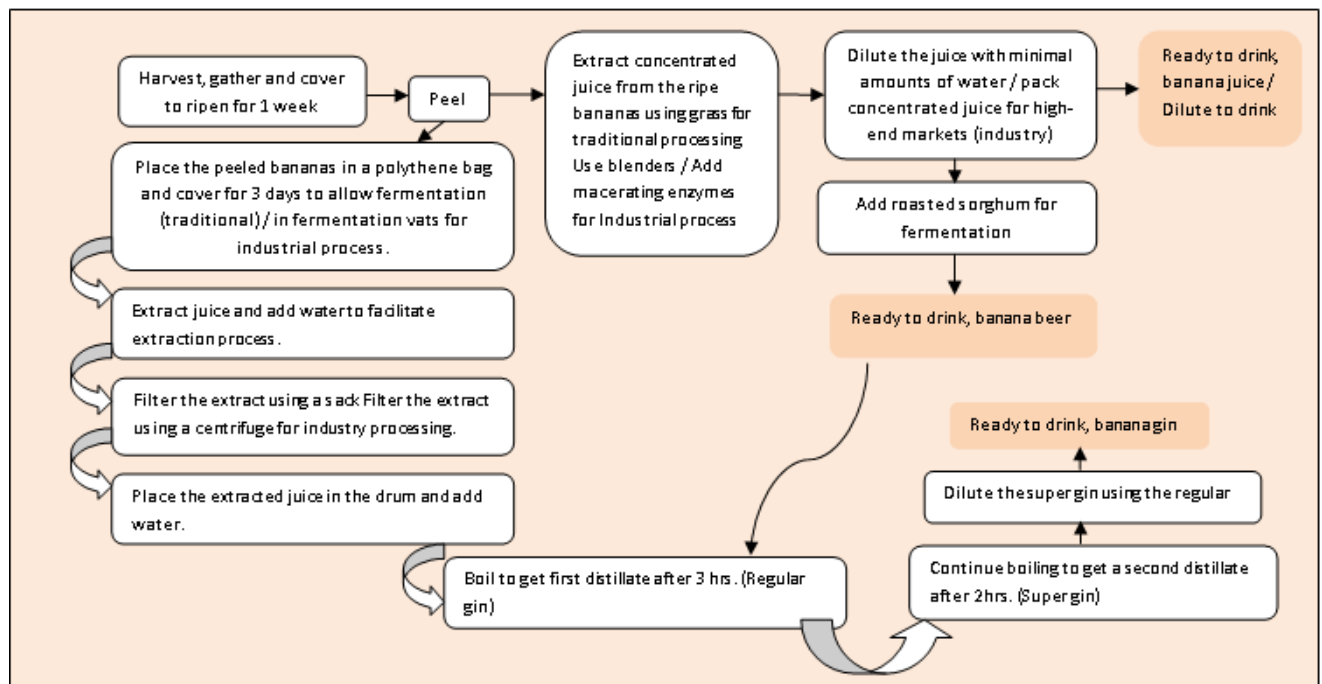 Harvest, gather and cover
to ripen for 1 week
Peel
Extract concentrated
juice from the ripe
bananas using grass for
traditional processing
Use blenders / Add
macerating enzymes
for Industrial process
Dilute the juice with minimal
amounts of water / pack
concentrated juice for high-
end markets (industry)
Ready to drink,
banana juice /
Dilute to drink
Place the peeled bananas in a polythene bag
and cover for 3 days to allow fermentation
(traditional) / in fermentation vats for
industrial process.
Add roasted sorghum for
fermentation
Extract juice and add water to facilitate
extraction process.
Ready to drink, banana beer
Filter the extract using a sack Filter the extract
using a centrifuge for industry processing.
Ready to drink, banana gin
Place the extracted juice in the drum and add
water.
Dilute the super gin using the regular
Boil to get first distillate after 3 hrs. (Regular
gin)
Continue boiling to get a second distillate
after 2hrs. (Super gin)